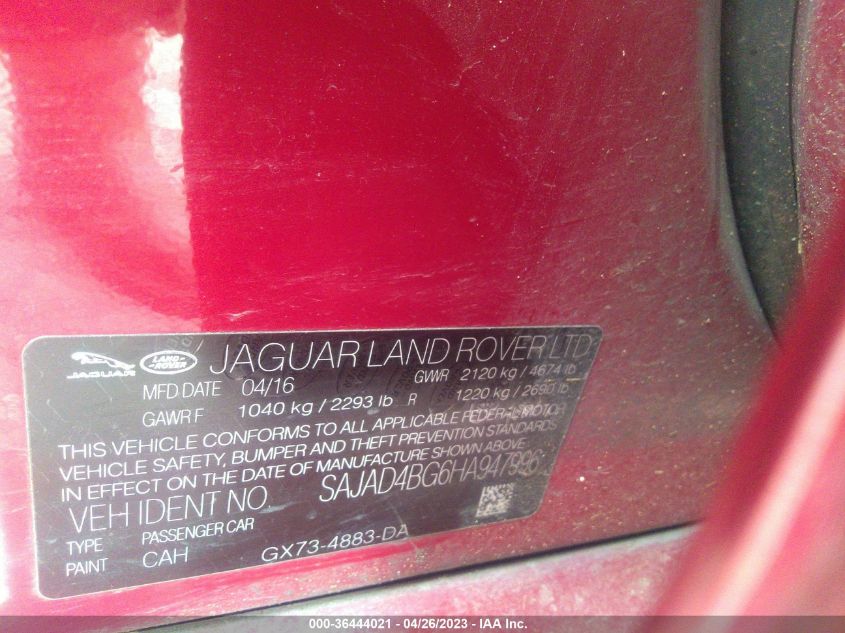 JAGUAR LAND-ROVER JAGUAR LAND ROVER LTD
MFD.DATE 04/16 GWR 2120 kg / 4674 lb
GAWR F 1040 kg / 2293 lb R 1220 kg / 2690 lb
THIS VEHICLE CONFORMS TO ALL APPLICABLE FEDERAL MOTOR
VEHICLE SAFETY, BUMPER AND THEFT PREVENTION STANDARDS
IN EFFECT ON THE DATE OF MANUFACTURE SHOWN ABOVE
VEH IDENT NO. SAJAD4BG6HA947996
TYPE PASSENGER CAR
PAINT CAH GX73-4883-DA
000-36444021 - 04/26/2023 - IAA Inc.